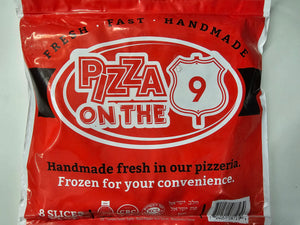 FRESH · FAST · HANDMADE
PIZZA
ON THE
9
Handmade fresh in our pizzeria.
Frozen for your convenience.
8 SLICES